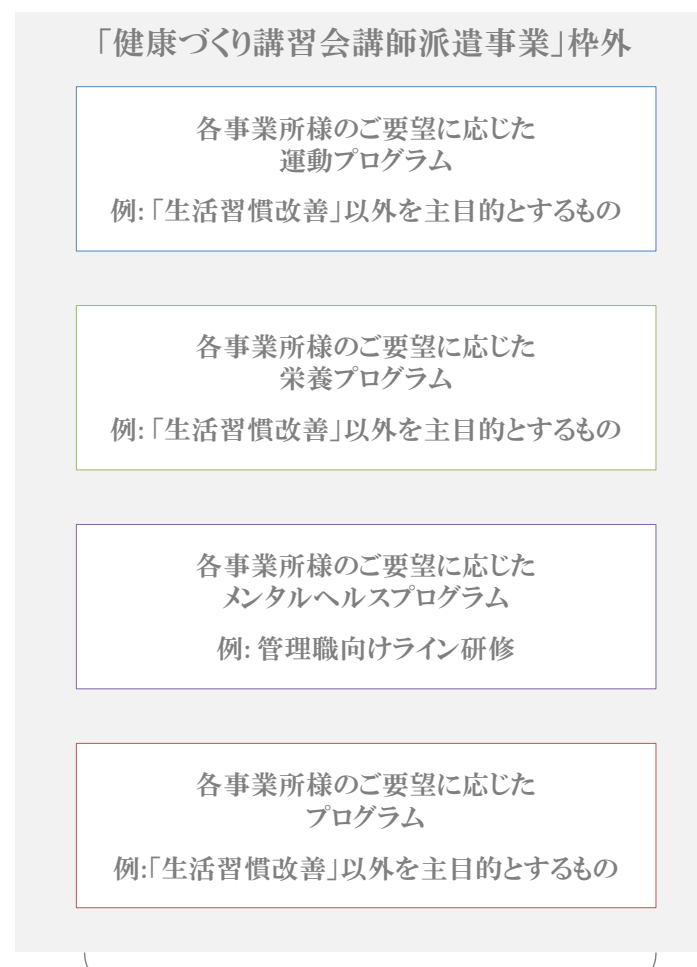 「健康づくり講習会講師派遣事業」枠外
各事業所様のご要望に応じた
運動プログラム
例:「生活習慣改善」以外を主目的とするもの
各事業所様のご要望に応じた
栄養プログラム
例:「生活習慣改善」以外を主目的とするもの
各事業所様のご要望に応じた
メンタルヘルスプログラム
例: 管理職向けライン研修
各事業所様のご要望に応じた
プログラム
例:「生活習慣改善」以外を主目的とするもの